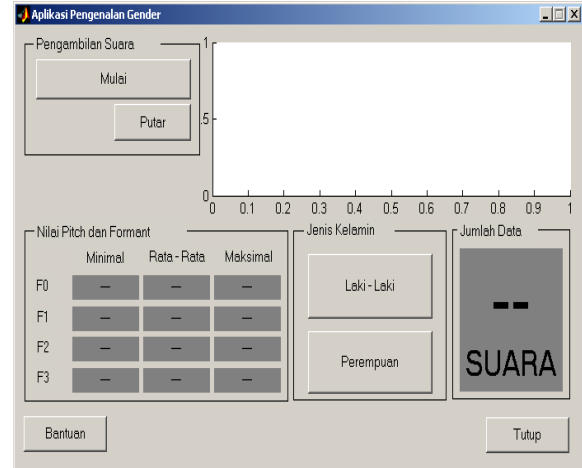 Aplikasi Pengenalan Gender
Pengambilan Suara
Mulai
Putar
1
.5
0
0 0.1 0.2 0.3 0.4 0.5 0.6 0.7 0.8 0.9 1
Nilai Pitch dan Formant
Minimal Rata - Rata Maksimal
F0 -- -- --
F1 -- -- --
F2 -- -- --
F3 -- -- --
Jenis Kelamin
Laki - Laki
Perempuan
Jumlah Data
--
SUARA
Bantuan
Tutup